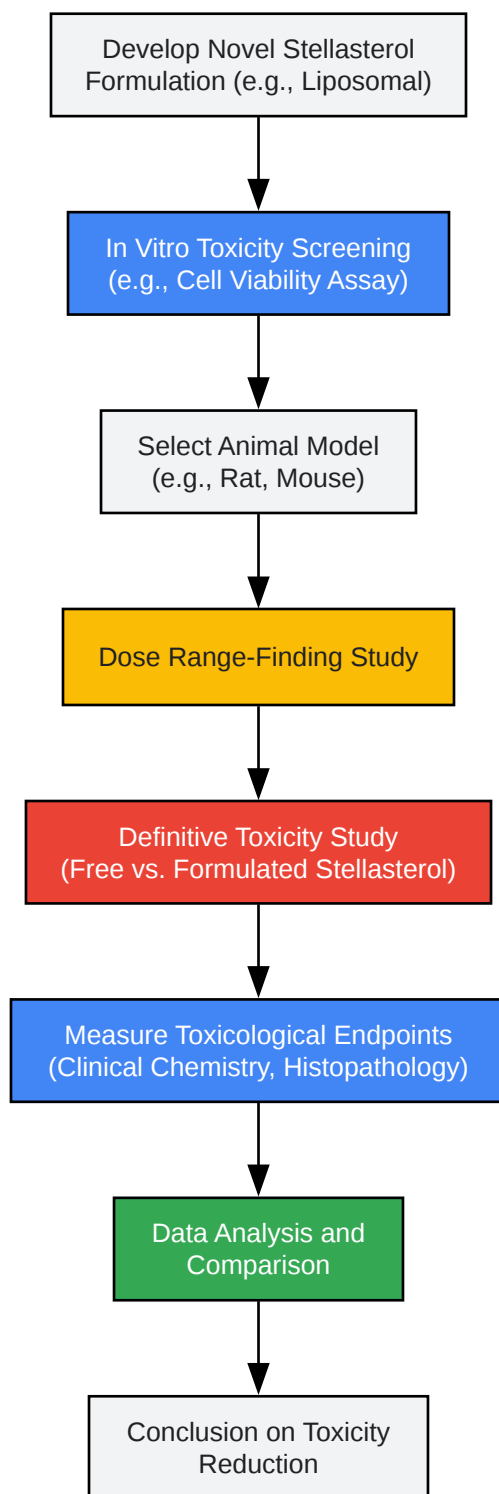 Develop Novel Stellasterol
Formulation (e.g., Liposomal)
In Vitro Toxicity Screening
(e.g., Cell Viability Assay)
Select Animal Model
(e.g., Rat, Mouse)
Dose Range-Finding Study
Definitive Toxicity Study
(Free vs. Formulated Stellasterol)
Measure Toxicological Endpoints
(Clinical Chemistry, Histopathology)
Data Analysis and
Comparison
Conclusion on Toxicity
Reduction